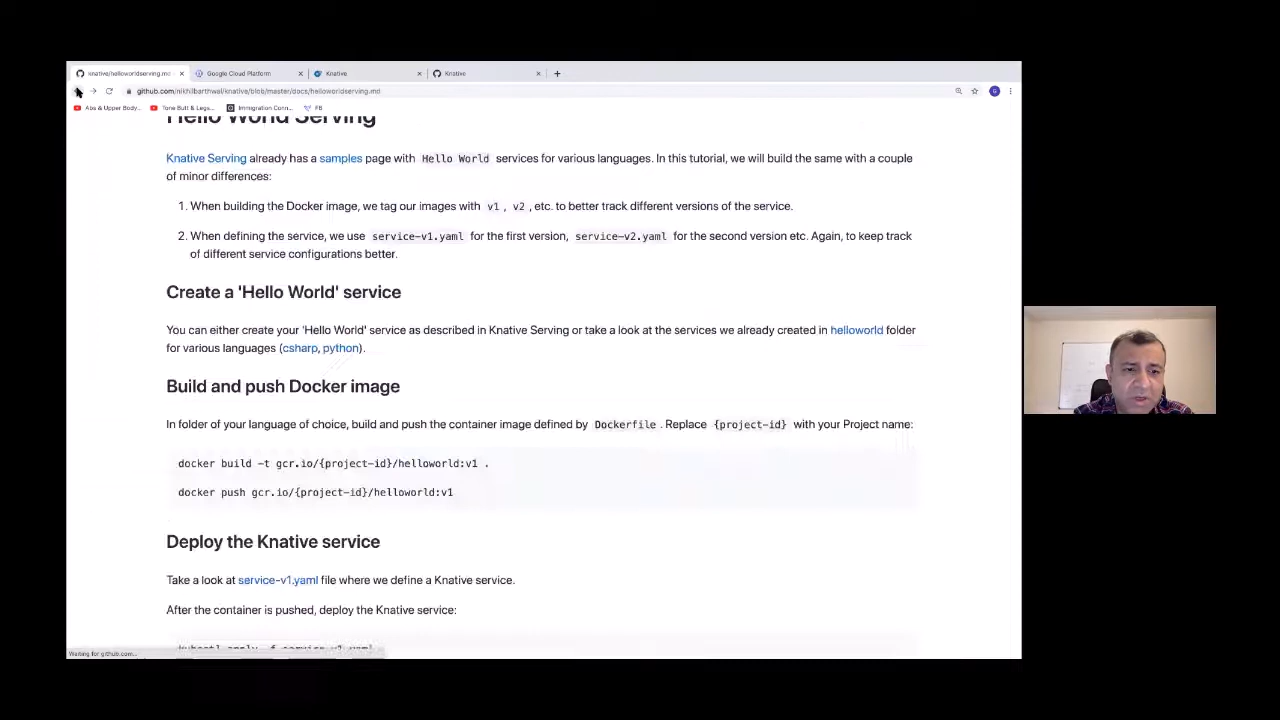 knative/helloworldserving.md
Google Cloud Platform
Knative
Knative
github.com/nikhilbarthwal/knative/blob/master/docs/helloworldserving.md
Abs & Upper Body...
Tone Butt & Legs...
Immigration Conn...
FB
Hello World Serving
Knative Serving already has a samples page with Hello World services for various languages. In this tutorial, we will build the same with a couple
of minor differences:
1. When building the Docker image, we tag our images with v1 , v2 , etc. to better track different versions of the service.
2. When defining the service, we use service-v1.yaml for the first version, service-v2.yaml for the second version etc. Again, to keep track
of different service configurations better.
Create a 'Hello World' service
You can either create your 'Hello World' service as described in Knative Serving or take a look at the services we already created in helloworld folder
for various languages (csharp, python).
Build and push Docker image
In folder of your language of choice, build and push the container image defined by Dockerfile . Replace {project-id} with your Project name:
docker build -t gcr.io/{project-id}/helloworld:v1 .
docker push gcr.io/{project-id}/helloworld:v1
Deploy the Knative service
Take a look at service-v1.yaml file where we define a Knative service.
After the container is pushed, deploy the Knative service:
kubectl apply -f service-v1.yaml
Waiting for github.com...